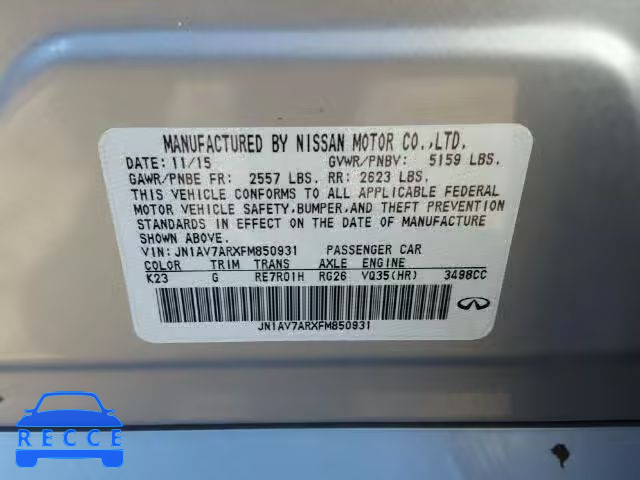 MANUFACTURED BY NISSAN MOTOR CO.,LTD.
DATE: 11/15 GVWR/PNBV: 5159 LBS.
GAWR/PNBE FR: 2557 LBS. RR: 2623 LBS.
THIS VEHICLE CONFORMS TO ALL APPLICABLE FEDERAL
MOTOR VEHICLE SAFETY,BUMPER,AND THEFT PREVENTION
STANDARDS IN EFFECT ON THE DATE OF MANUFACTURE
SHOWN ABOVE.
VIN: JN1AV7ARXFM850931 PASSENGER CAR
COLOR TRIM TRANS AXLE ENGINE
K23 G RE7R01H RG26 VQ35(HR) 3498CC
JN1AV7ARXFM850931
RECCE